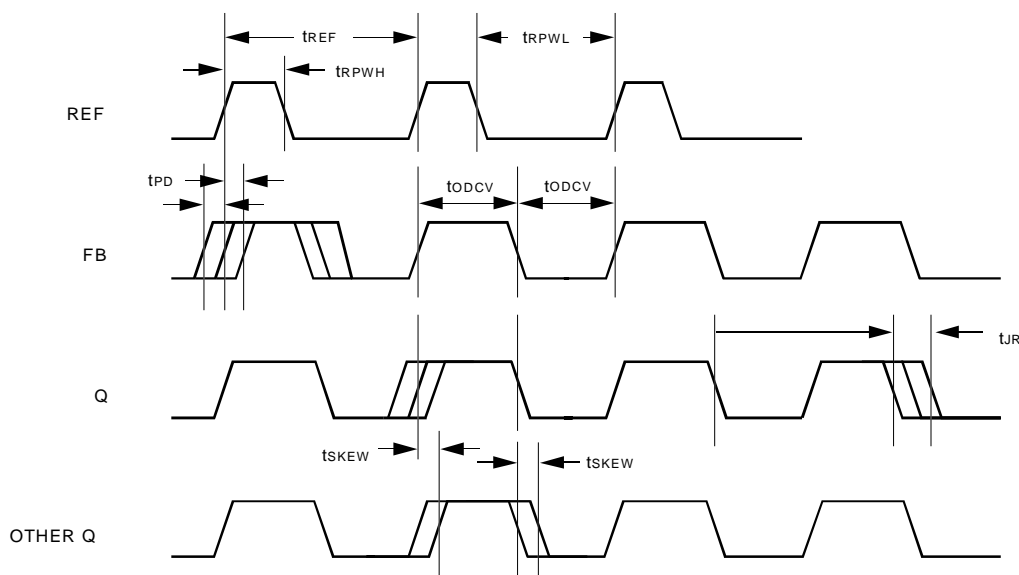 tREF
tRPWL
tRPWH
REF
tPD
tODCV
tODCV
FB
tJR
Q
tSKEW
tSKEW
OTHER Q